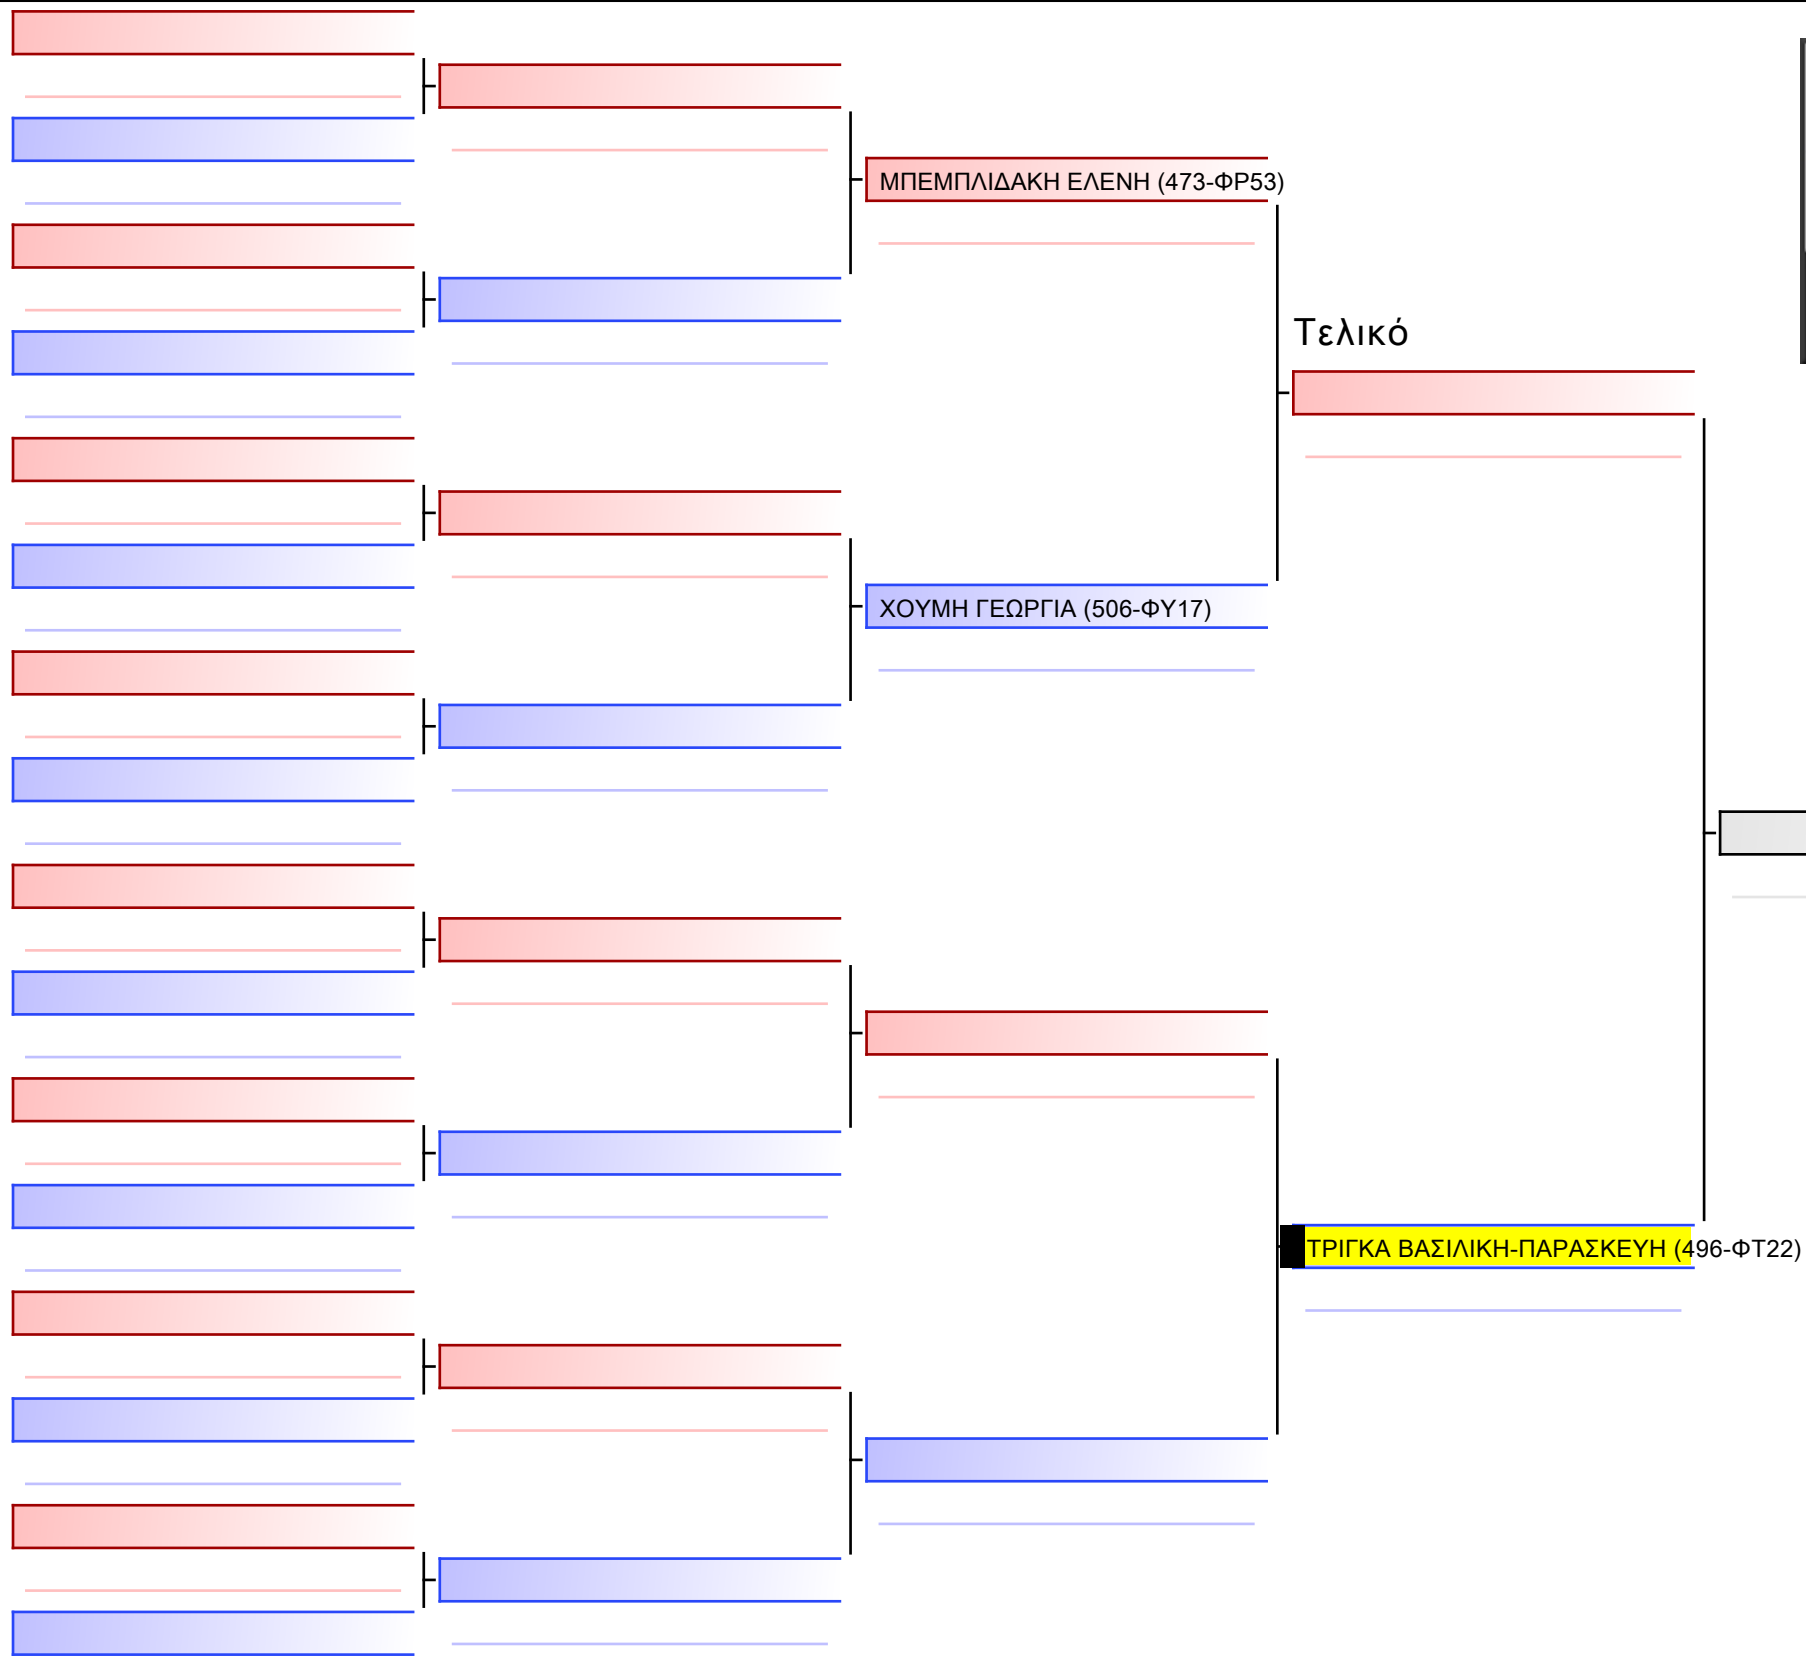 ΜΠΕΜΠΛΙΔΑΚΗ ΕΛΕΝΗ (473-ΦΡ53)
Τελικό
ΧΟΥΜΗ ΓΕΩΡΓΙΑ (506-ΦΥ17)
ΤΡΙΓΚΑ ΒΑΣΙΛΙΚΗ-ΠΑΡΑΣΚΕΥΗ (496-ΦΤ22)